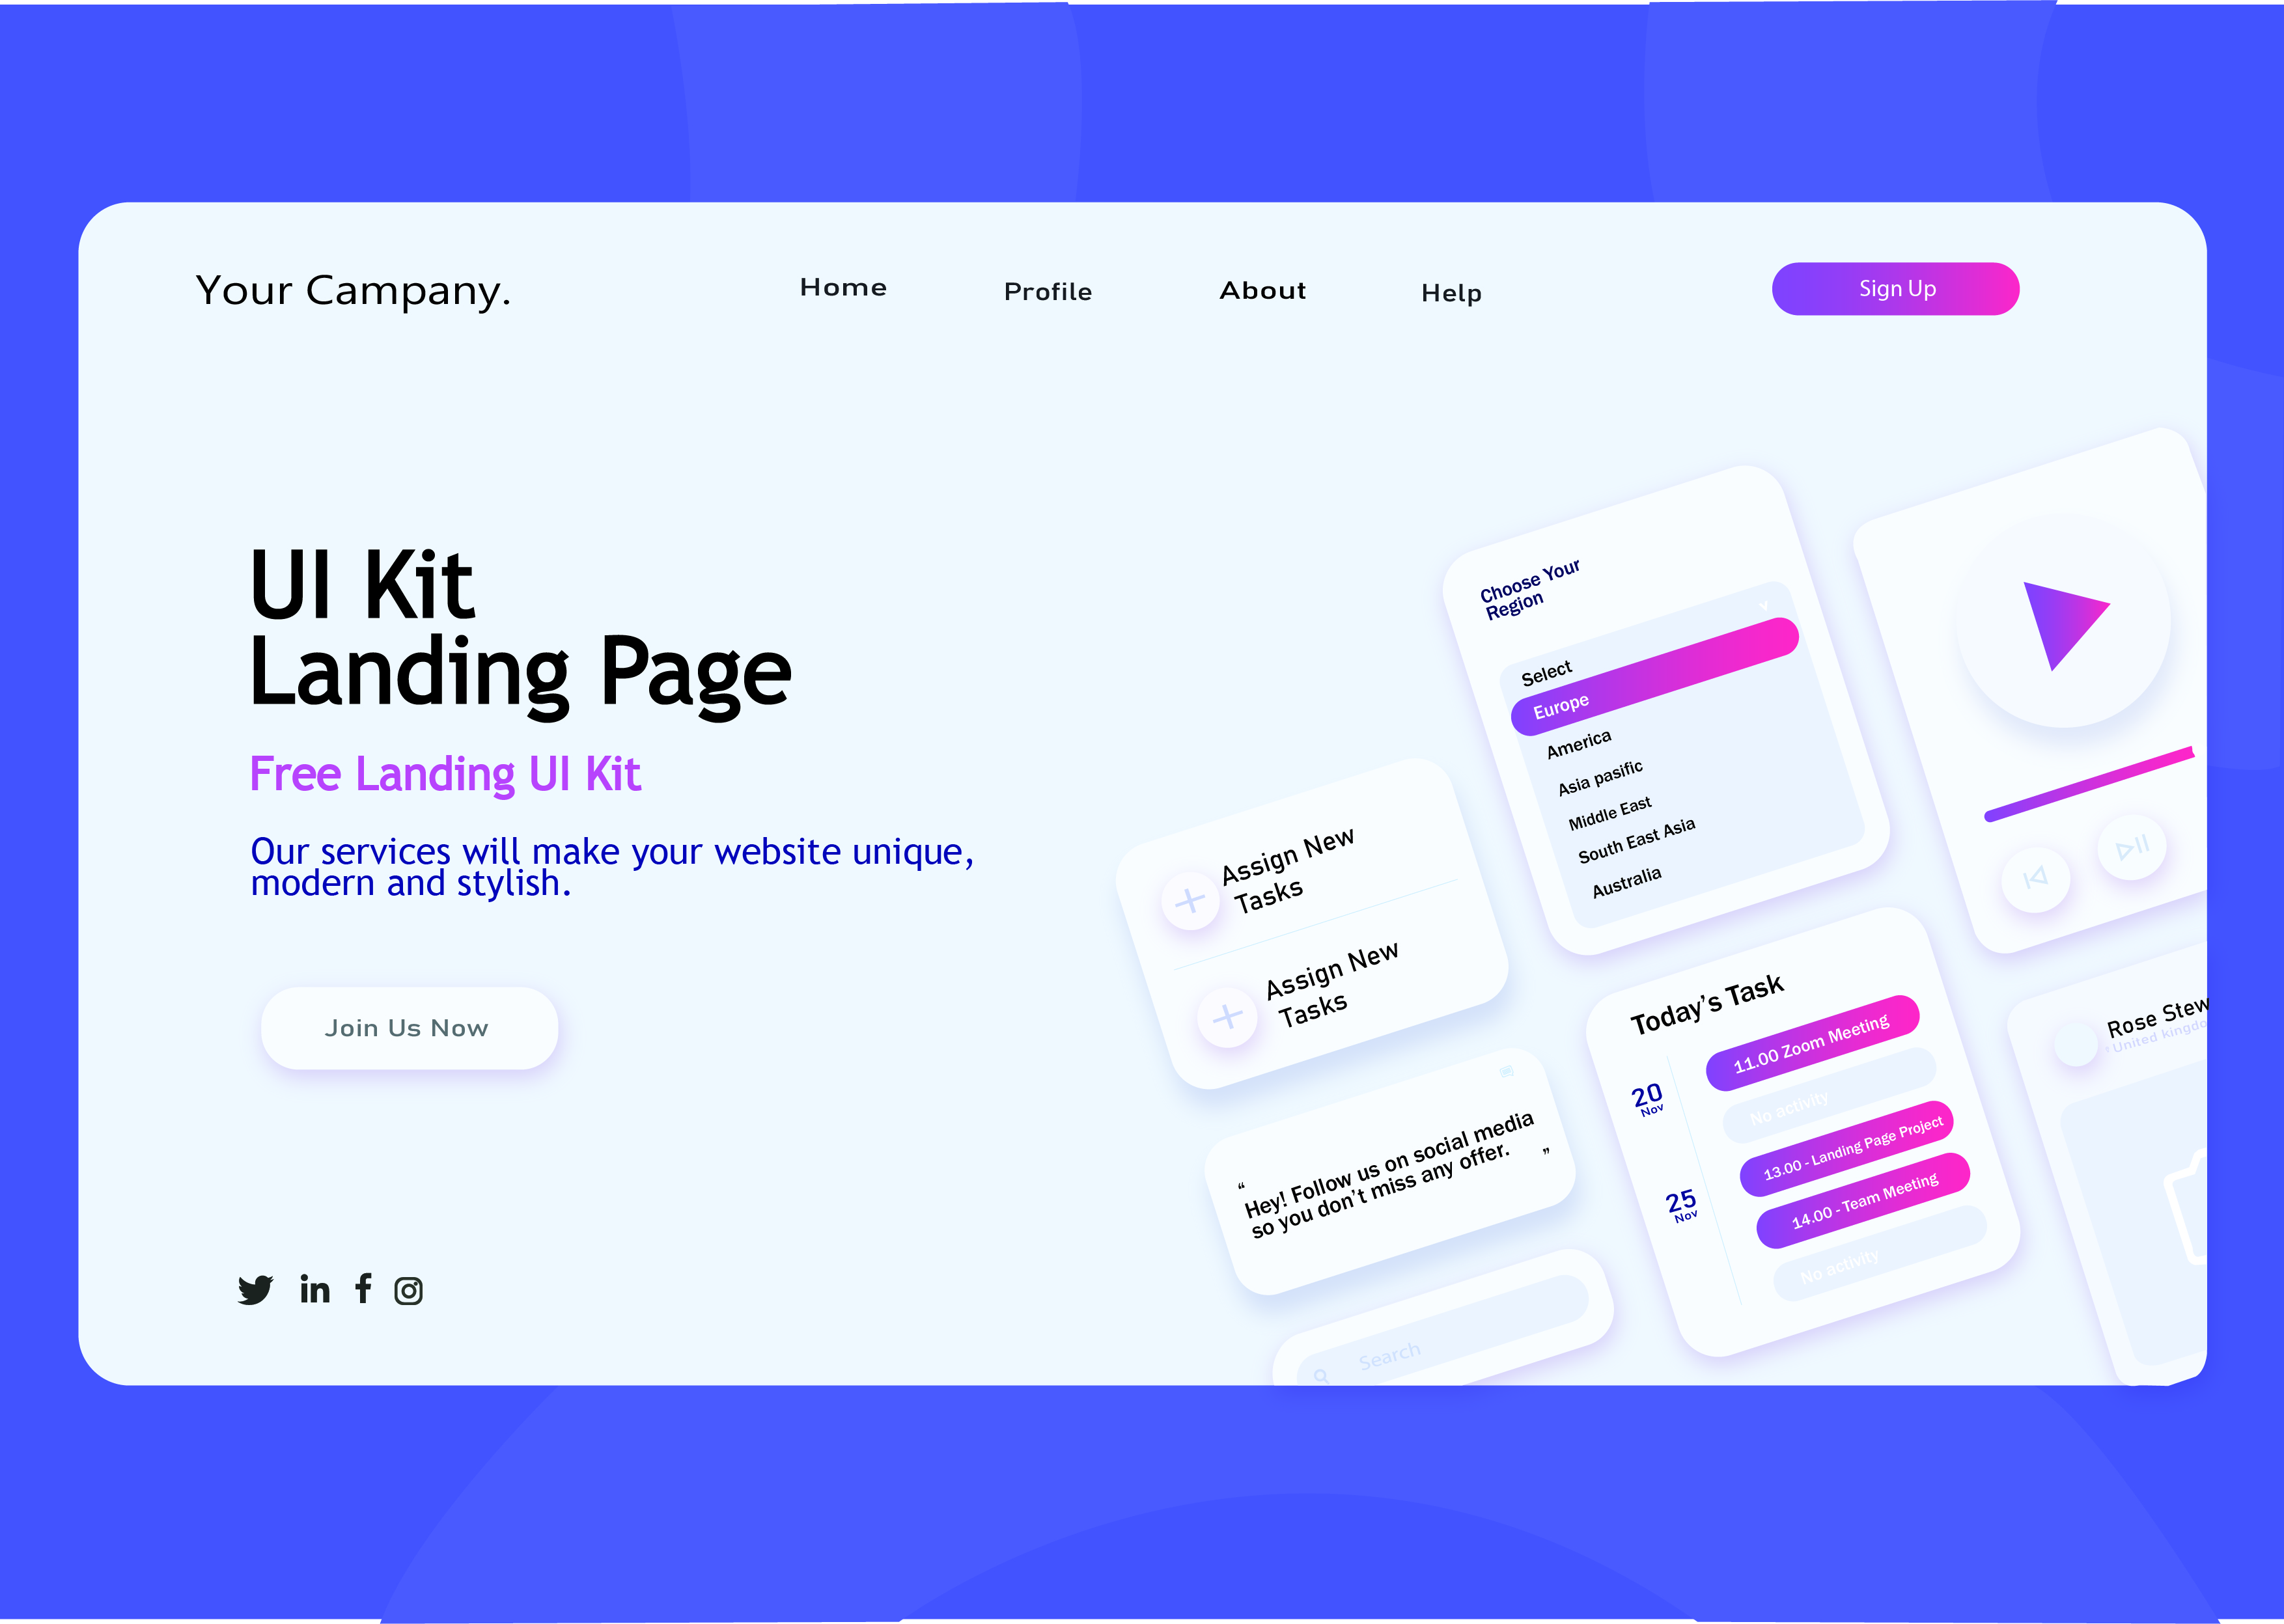 Your Campany.
Home
Profile
About
Help
Sign Up
UI Kit
Landing Page
Free Landing UI Kit
Our services will make your website unique,
modern and stylish.
Join Us Now
Choose Your
Region
v
Select
Europe
America
Asia pasific
Middle East
South East Asia
Australia
Assign New
Tasks
Assign New
Tasks
“
Hey! Follow us on social media
so you don’t miss any offer.
”
Search
Today’s Task
20
Nov
11.00 Zoom Meeting
No activity
13.00 - Landing Page Project
25
Nov
14.00 - Team Meeting
No activity
Rose Stew
United kingdo